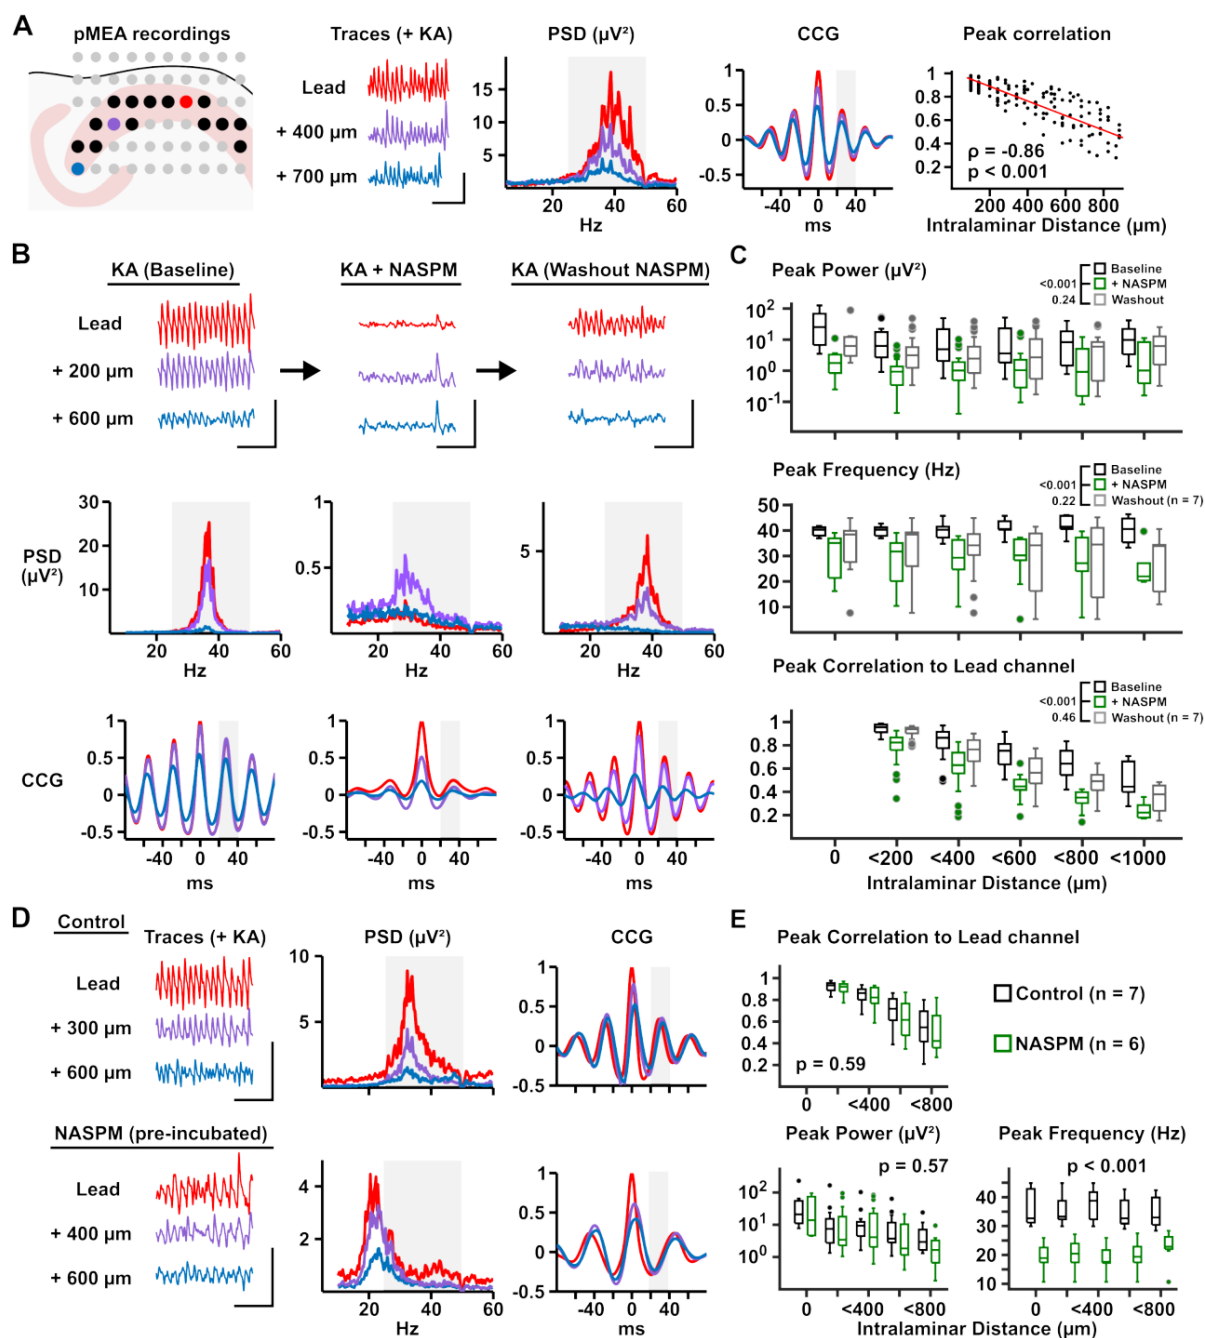 A
pMEA recordings
Traces (+ KA)
PSD (µV²)
CCG
Peak correlation
Lead
+ 400 µm
+ 700 µm
15
10
5
20 40 60
Hz
1
0.5
0
-0.5
-40 0 40
ms
1
0.8
0.6
0.4
0.2
ρ = -0.86
p < 0.001
200 400 600 800
Intralaminar Distance (µm)
B
KA (Baseline)
KA + NASPM
KA (Washout NASPM)
Lead
+ 200 µm
+ 600 µm
PSD
(µV²)
30
20
10
20 40 60
Hz
1
0.5
20 40 60
Hz
5
20 40 60
Hz
CCG
1
0.5
0
-0.5
-40 0 40
ms
1
0.5
0
-0.5
-40 0 40
ms
1
0.5
0
-0.5
-40 0 40
ms
C
Peak Power (µV²)
<0.001
0.24
Baseline
+ NASPM
Washout
10²
10¹
10⁰
10⁻¹
Peak Frequency (Hz)
<0.001
0.22
Baseline
+ NASPM
Washout (n = 7)
50
40
30
20
10
Peak Correlation to Lead channel
<0.001
0.46
Baseline
+ NASPM
Washout (n = 7)
1
0.8
0.6
0.4
0.2
0 <200 <400 <600 <800 <1000
Intralaminar Distance (µm)
D
Control
Traces (+ KA)
PSD (µV²)
CCG
Lead
+ 300 µm
+ 600 µm
10
5
1
0.5
0
-0.5
NASPM (pre-incubated)
Lead
+ 400 µm
+ 600 µm
4
2
20 40 60
Hz
1
0.5
0
-0.5
-40 0 40
ms
E
Peak Correlation to Lead channel
1
0.8
0.6
0.4
0.2
p = 0.59
0 <400 <800
Control (n = 7)
NASPM (n = 6)
Peak Power (µV²)
p = 0.57
10²
10¹
10⁰
0 <400 <800
Peak Frequency (Hz)
p < 0.001
40
30
20
10
0 <400 <800
Intralaminar Distance (µm)